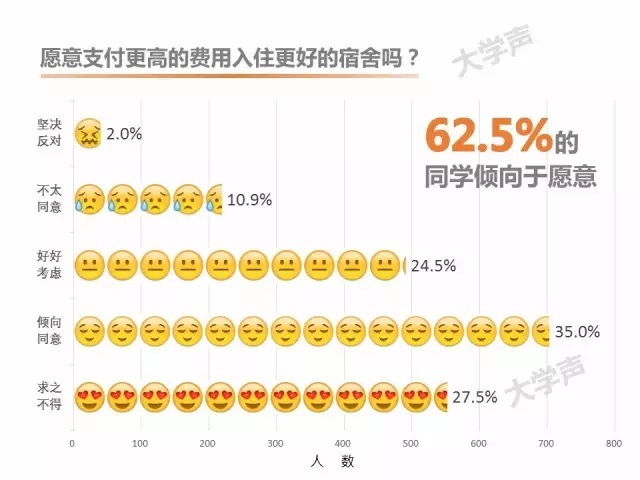 愿意支付更高的费用入住更好的宿舍吗？
大学声
62.5%的
同学倾向于愿意
坚决
反对
2.0%
不太
同意
10.9%
好好
考虑
24.5%
倾向
同意
35.0%
求之
不得
27.5%
大学声
0 100 200 300 400 500 600 700 800
人 数